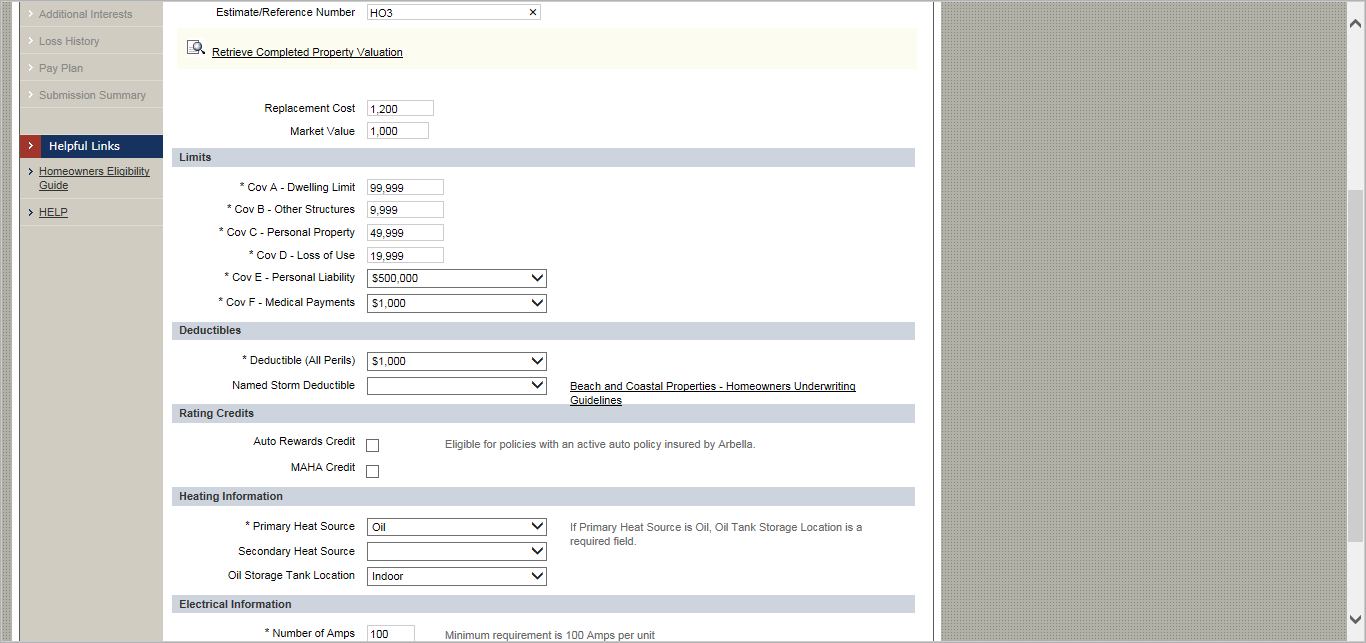 Additional Interests
Loss History
Pay Plan
Submission Summary
Helpful Links
Homeowners Eligibility
Guide
HELP
Estimate/Reference Number HO3 ×
Retrieve Completed Property Valuation
Replacement Cost 1,200
Market Value 1,000
Limits
* Cov A - Dwelling Limit 99,999
* Cov B - Other Structures 9,999
* Cov C - Personal Property 49,999
* Cov D - Loss of Use 19,999
* Cov E - Personal Liability $500,000
* Cov F - Medical Payments $1,000
Deductibles
* Deductible (All Perils) $1,000
Named Storm Deductible Beach and Coastal Properties - Homeowners Underwriting
Guidelines
Rating Credits
Auto Rewards Credit Eligible for policies with an active auto policy insured by Arbella.
MAHA Credit
Heating Information
* Primary Heat Source Oil If Primary Heat Source is Oil, Oil Tank Storage Location is a
required field.
Secondary Heat Source
Oil Storage Tank Location Indoor
Electrical Information
* Number of Amps 100 Minimum requirement is 100 Amps per unit